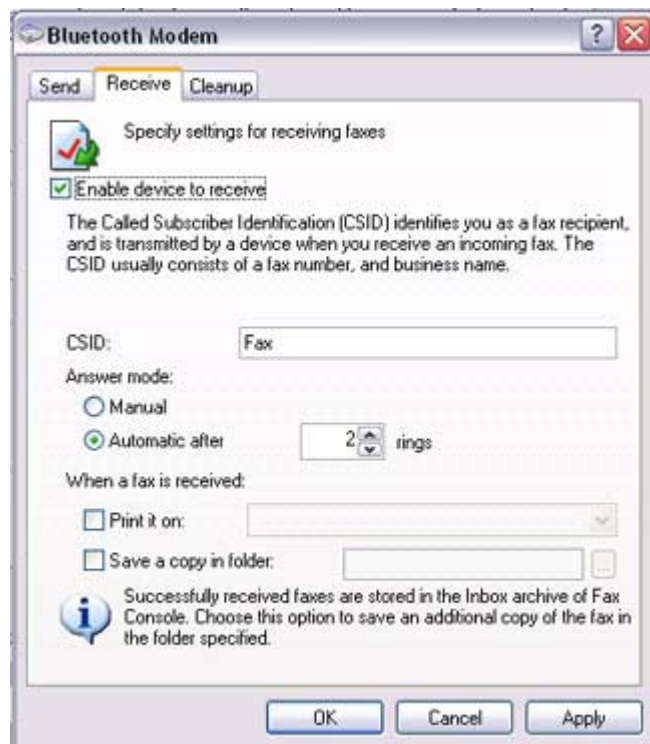 Bluetooth Modem
Send Receive Cleanup
Specify settings for receiving faxes
Enable device to receive
The Called Subscriber Identification (CSID) identifies you as a fax recipient,
and is transmitted by a device when you receive an incoming fax. The
CSID usually consists of a fax number, and business name.
CSID: Fax
Answer mode:
Manual
Automatic after 2 rings
When a fax is received:
Print it on:
Save a copy in folder: ...
Successfully received faxes are stored in the Inbox archive of Fax
Console. Choose this option to save an additional copy of the fax in
the folder specified.
OK Cancel Apply